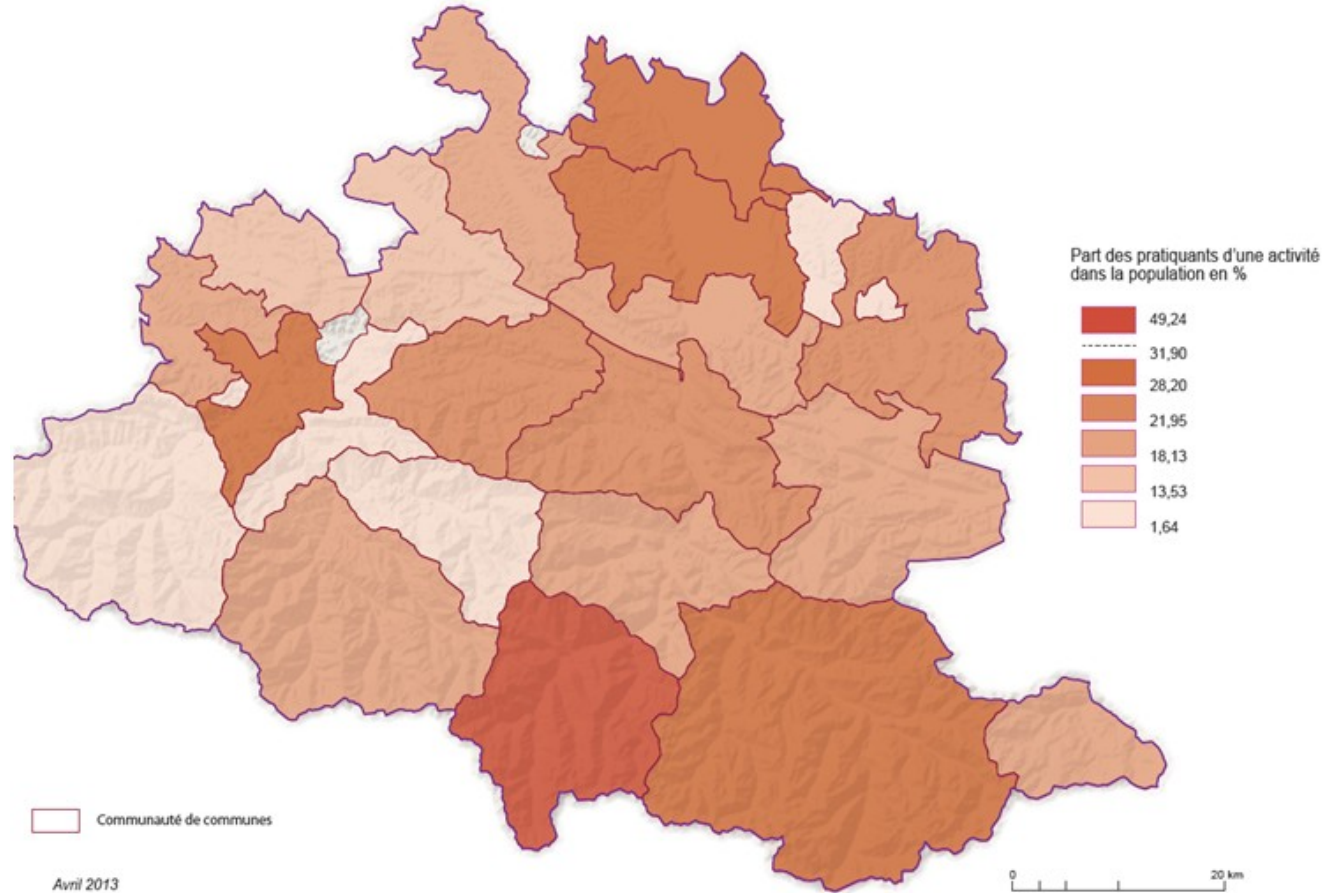 Part des pratiquants d'une activité
dans la population en %
49,24
31,90
28,20
21,95
18,13
13,53
1,64
Communauté de communes
Avril 2013
0 20 km